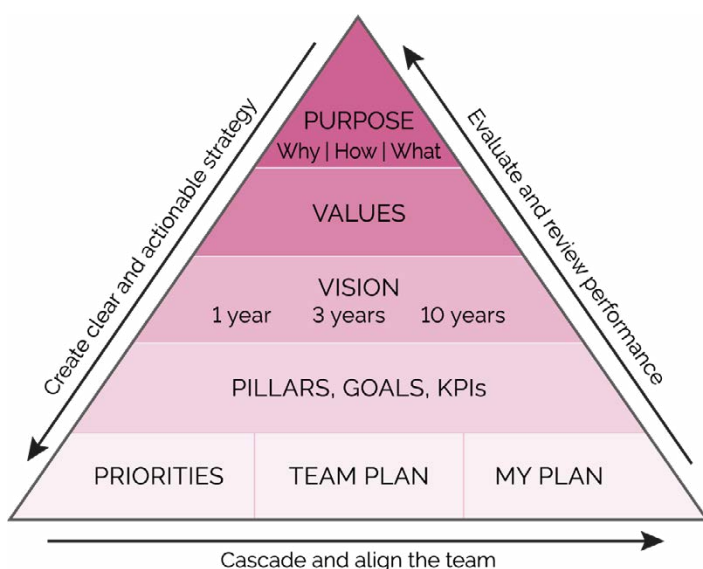 PURPOSE
Why | How | What
VALUES
VISION
1 year 3 years 10 years
PILLARS, GOALS, KPIs
PRIORITIES TEAM PLAN MY PLAN
Create clear and actionable strategy
Evaluate and review performance
Cascade and align the team